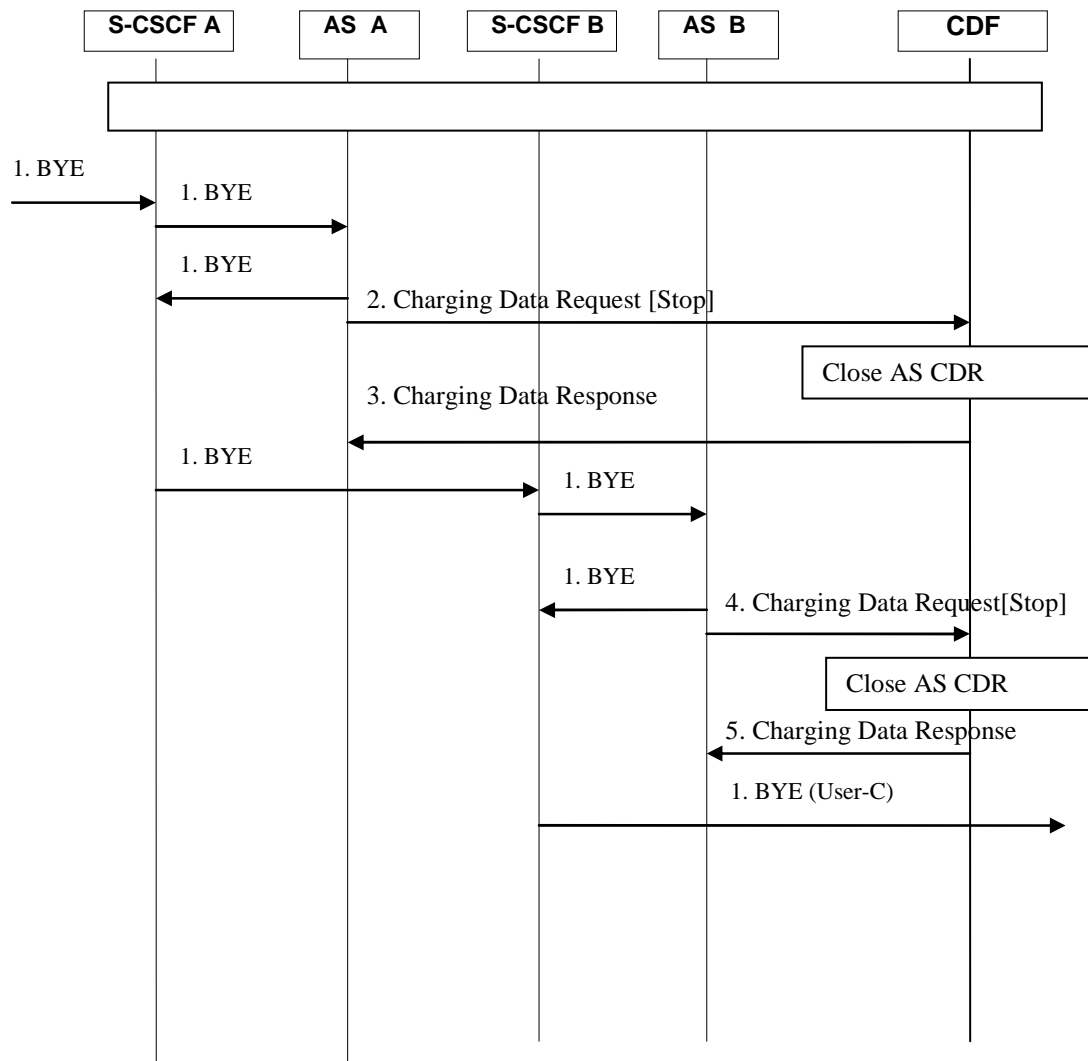 S-CSCF A
AS A
S-CSCF B
AS B
CDF
1. BYE
1. BYE
1. BYE
2. Charging Data Request [Stop]
Close AS CDR
3. Charging Data Response
1. BYE
1. BYE
1. BYE
4. Charging Data Request[Stop]
Close AS CDR
5. Charging Data Response
1. BYE (User-C)